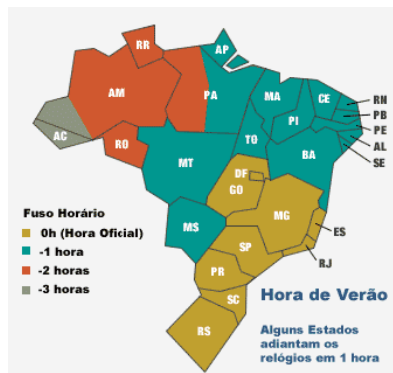 RR
AP
AM
PA
MA
CE
RN
PB
PE
AL
SE
PI
AC
RO
TO
BA
MT
DF
GO
MG
ES
RJ
MS
SP
PR
SC
RS
Fuso Horário
0h (Hora Oficial)
-1 hora
-2 horas
-3 horas
Hora de Verão
Alguns Estados
adiantam os
relógios em 1 hora